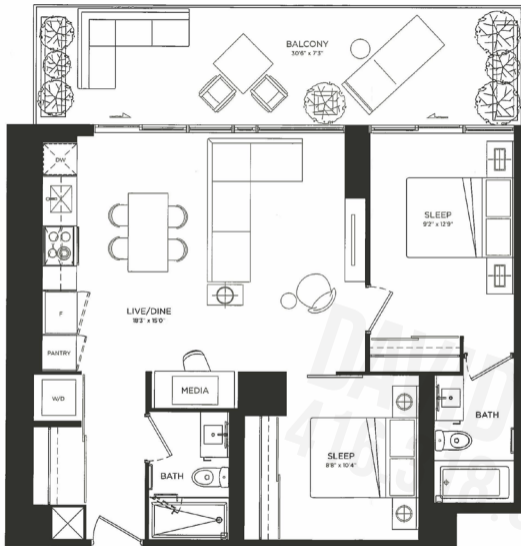 BALCONY
30'6" x 7'3"
DW
SLEEP
9'2" x 12'9"
LIVE/DINE
18'3" x 15'0"
F
PANTRY
W/D
MEDIA
BATH
BATH
SLEEP
8'8" x 10'4"